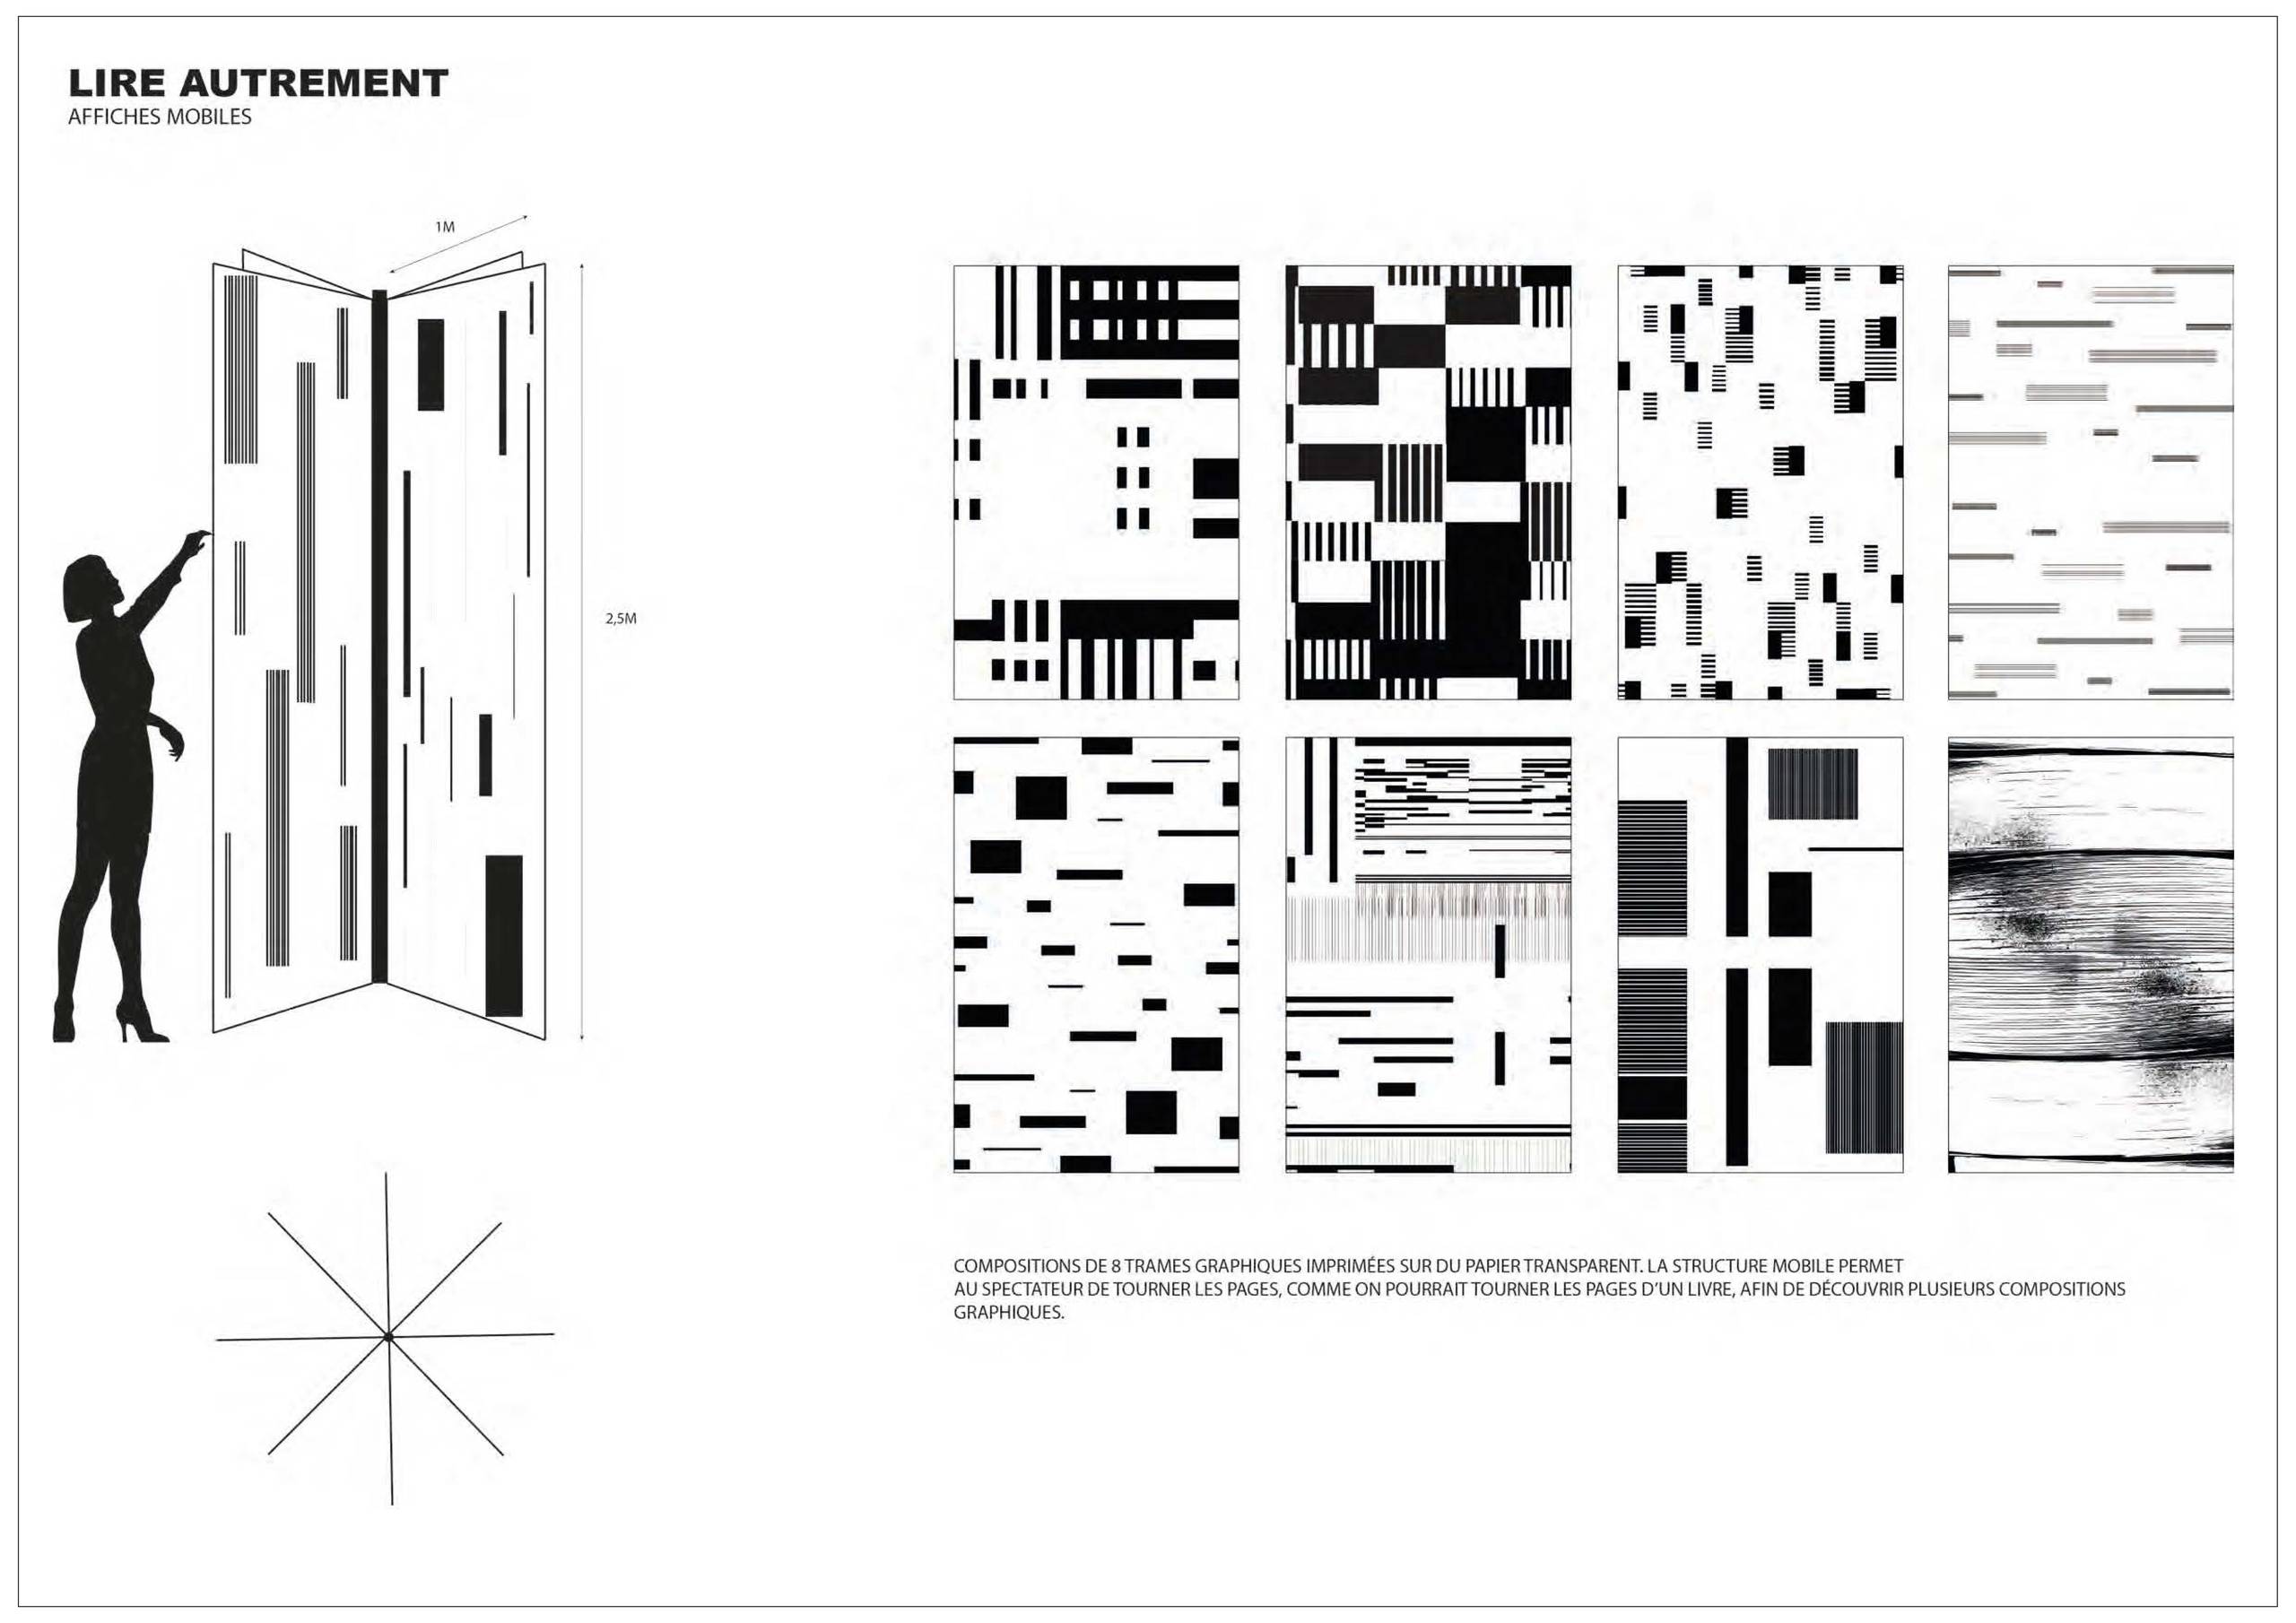 LIRE AUTREMENT
AFFICHES MOBILES
1M
2,5M
COMPOSITIONS DE 8 TRAMES GRAPHIQUES IMPRIMÉES SUR DU PAPIER TRANSPARENT. LA STRUCTURE MOBILE PERMET
AU SPECTATEUR DE TOURNER LES PAGES, COMME ON POURRAIT TOURNER LES PAGES D'UN LIVRE, AFIN DE DÉCOUVRIR PLUSIEURS COMPOSITIONS
GRAPHIQUES.